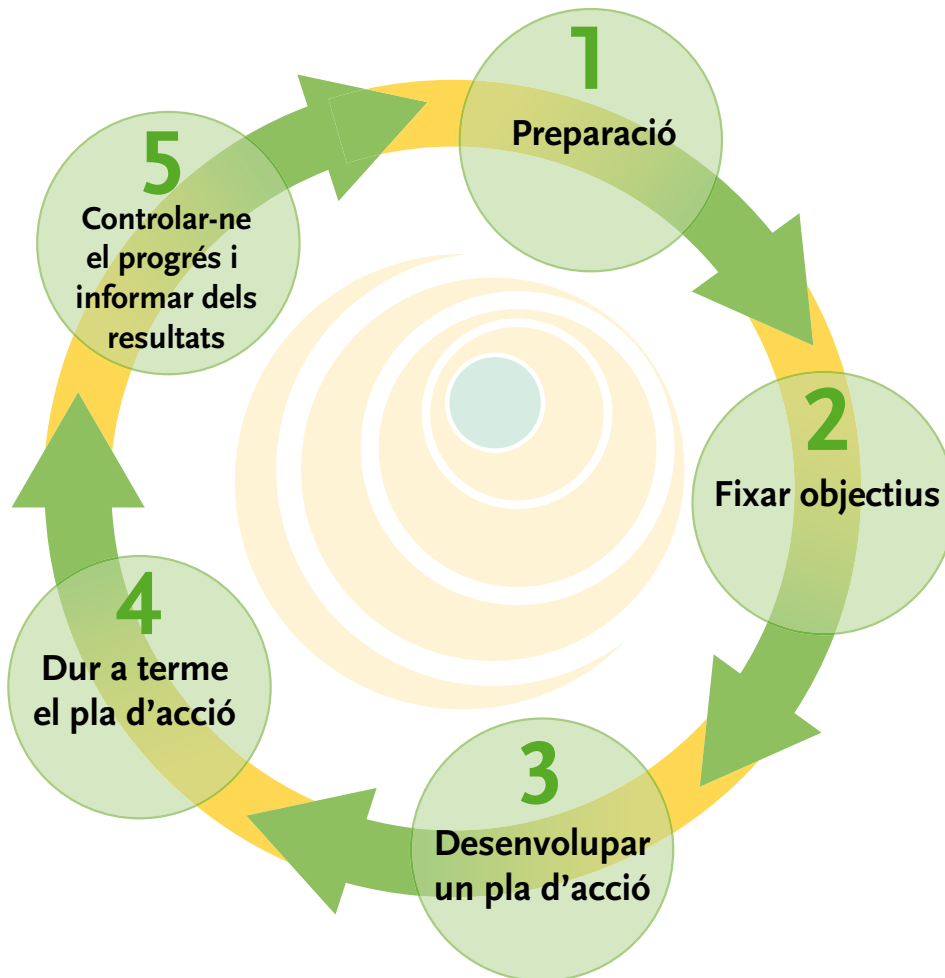 1
Preparació
2
Fixar objectius
3
Desenvolupar
un pla d’acció
4
Dur a terme
el pla d’acció
5
Controlar-ne
el progrés i
informar dels
resultats